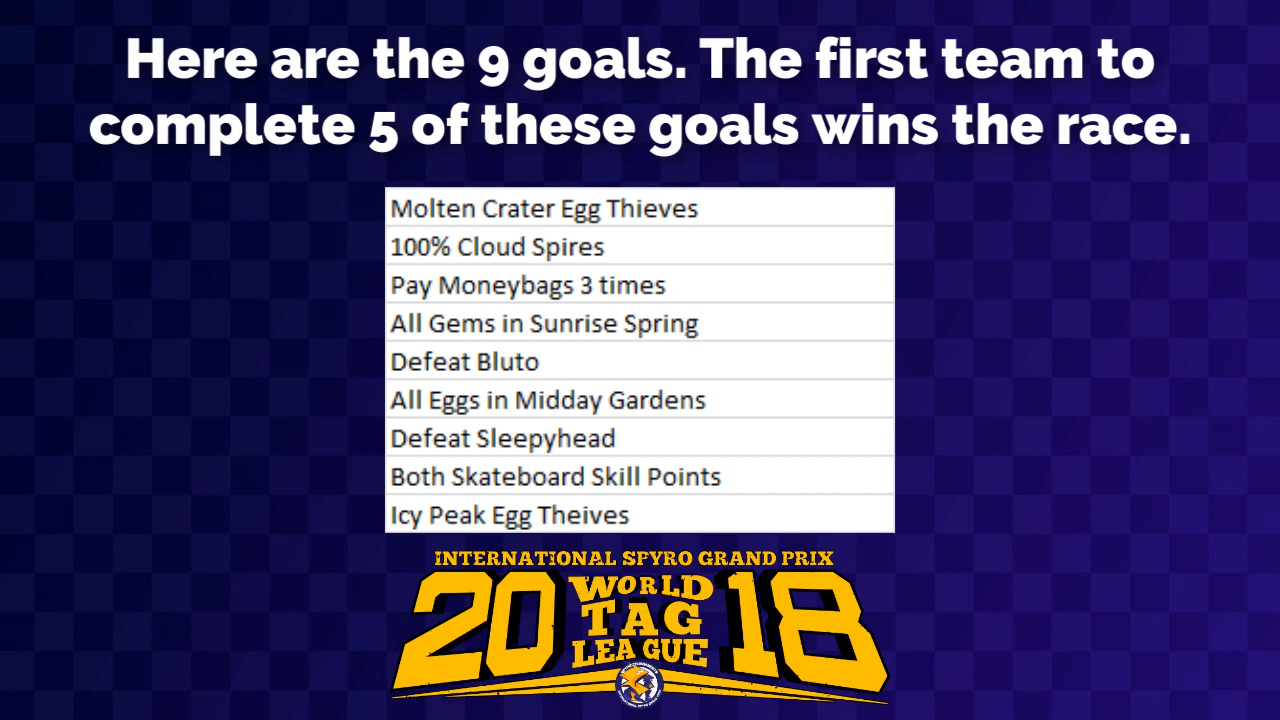 Here are the 9 goals. The first team to
complete 5 of these goals wins the race.
Molten Crater Egg Thieves
100% Cloud Spires
Pay Moneybags 3 times
All Gems in Sunrise Spring
Defeat Bluto
All Eggs in Midday Gardens
Defeat Sleepyhead
Both Skateboard Skill Points
Icy Peak Egg Theives
INTERNATIONAL SPYRO GRAND PRIX
2018
WORLD
TAG
LEAGUE